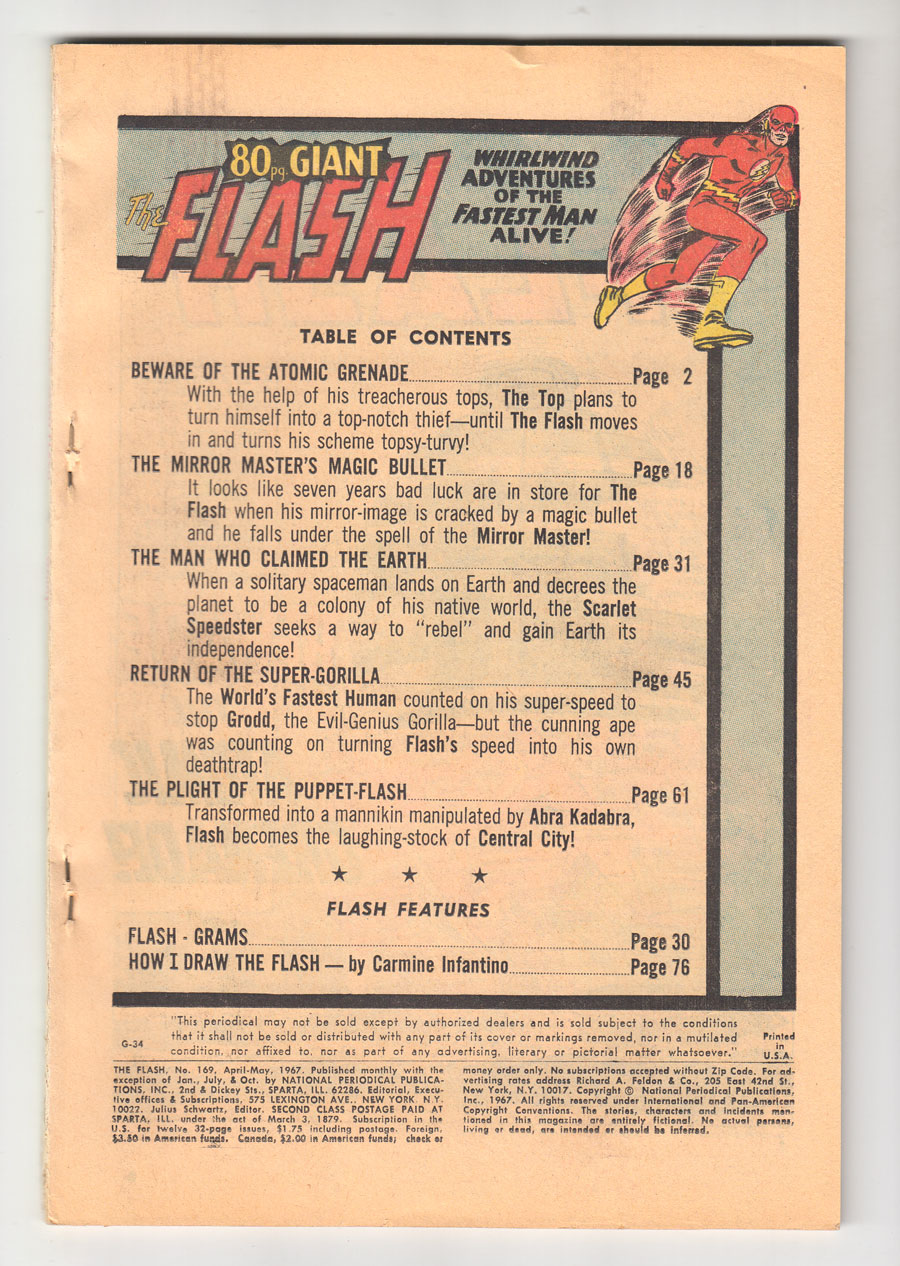 80 pg. GIANT
The FLASH
WHIRLWIND
ADVENTURES
OF THE
FASTEST MAN
ALIVE!
TABLE OF CONTENTS
BEWARE OF THE ATOMIC GRENADE........Page 2
With the help of his treacherous tops, The Top plans to
turn himself into a top-notch thief—until The Flash moves
in and turns his scheme topsy-turvy!
THE MIRROR MASTER'S MAGIC BULLET........Page 18
It looks like seven years bad luck are in store for The
Flash when his mirror-image is cracked by a magic bullet
and he falls under the spell of the Mirror Master!
THE MAN WHO CLAIMED THE EARTH........Page 31
When a solitary spaceman lands on Earth and decrees the
planet to be a colony of his native world, the Scarlet
Speedster seeks a way to "rebel" and gain Earth its
independence!
RETURN OF THE SUPER-GORILLA........Page 45
The World's Fastest Human counted on his super-speed to
stop Grodd, the Evil-Genius Gorilla—but the cunning ape
was counting on turning Flash's speed into his own
deathtrap!
THE PLIGHT OF THE PUPPET-FLASH........Page 61
Transformed into a mannikin manipulated by Abra Kadabra,
Flash becomes the laughing-stock of Central City!
★ ★ ★
FLASH FEATURES
FLASH - GRAMS........Page 30
HOW I DRAW THE FLASH — by Carmine Infantino........Page 76
G-34
"This periodical may not be sold except by authorized dealers and is sold subject to the conditions
that it shall not be sold or distributed with any part of its cover or markings removed, nor in a mutilated
condition, nor affixed to, nor as part of any advertising, literary or pictorial matter whatsoever."
Printed
in
U.S.A.
THE FLASH, No. 169, April-May, 1967. Published monthly with the
exception of Jan., July, & Oct. by NATIONAL PERIODICAL PUBLICA-
TIONS, INC., 2nd & Dickey Sts., SPARTA, ILL. 62286. Editorial, Execu-
tive offices & Subscriptions, 575 LEXINGTON AVE., NEW YORK, N.Y.
10022. Julius Schwartz, Editor. SECOND CLASS POSTAGE PAID AT
SPARTA, ILL. under the act of March 3, 1879. Subscription in the
U.S. for twelve 32-page issues, $1.75 including postage. Foreign,
$3.50 in American funds. Canada, $2.00 in American funds; check or
money order only. No subscriptions accepted without Zip Code. For ad-
vertising rates address Richard A. Feldon & Co., 205 East 42nd St.,
New York, N.Y. 10017. Copyright © National Periodical Publications,
Inc., 1967. All rights reserved under International and Pan-American
Copyright Conventions. The stories, characters and incidents men-
tioned in this magazine are entirely fictional. No actual persons,
living or dead, are intended or should be inferred.